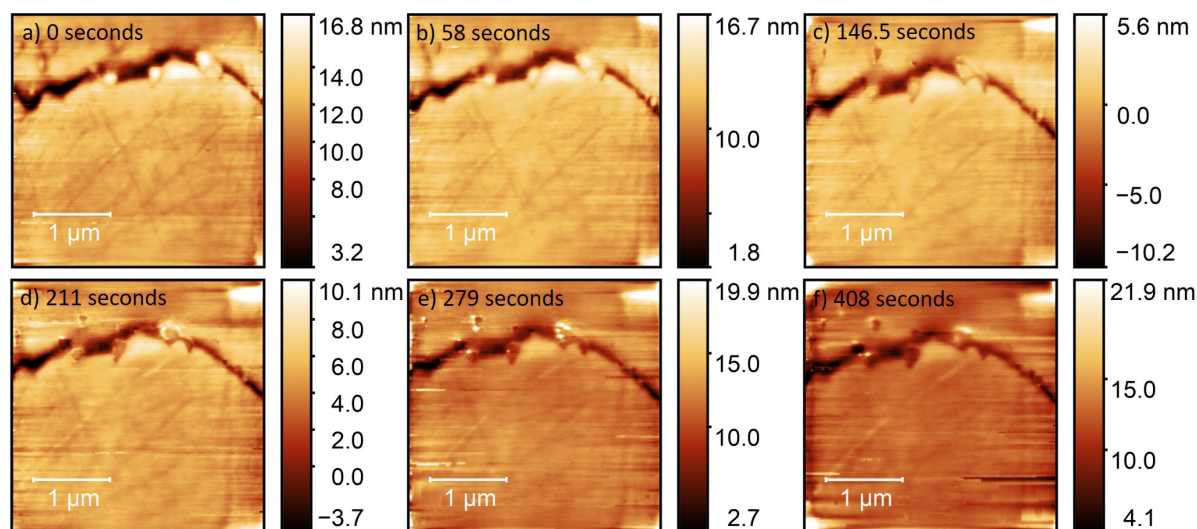 a) 0 seconds
16.8 nm
14.0
12.0
10.0
8.0
3.2
1 µm
b) 58 seconds
16.7 nm
10.0
1.8
1 µm
c) 146.5 seconds
5.6 nm
0.0
−5.0
−10.2
1 µm
d) 211 seconds
10.1 nm
8.0
6.0
4.0
2.0
0.0
−3.7
1 µm
e) 279 seconds
19.9 nm
15.0
10.0
2.7
1 µm
f) 408 seconds
21.9 nm
15.0
10.0
4.1
1 µm